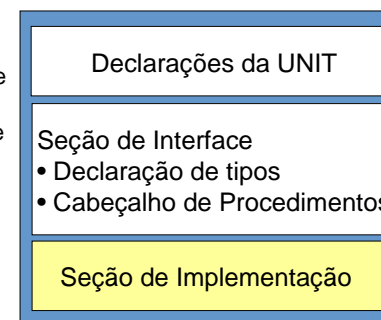 Declarações da UNIT
e
e
Seção de Interface
• Declaração de tipos
• Cabeçalho de Procedimentos
Seção de Implementação